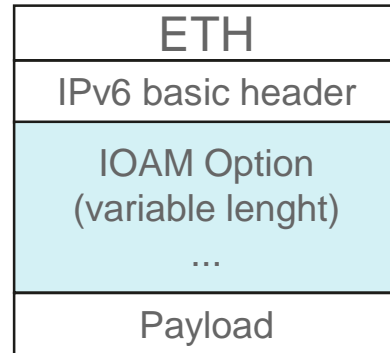 ETH
IPv6 basic header
IOAM Option
(variable lenght)
...
Payload